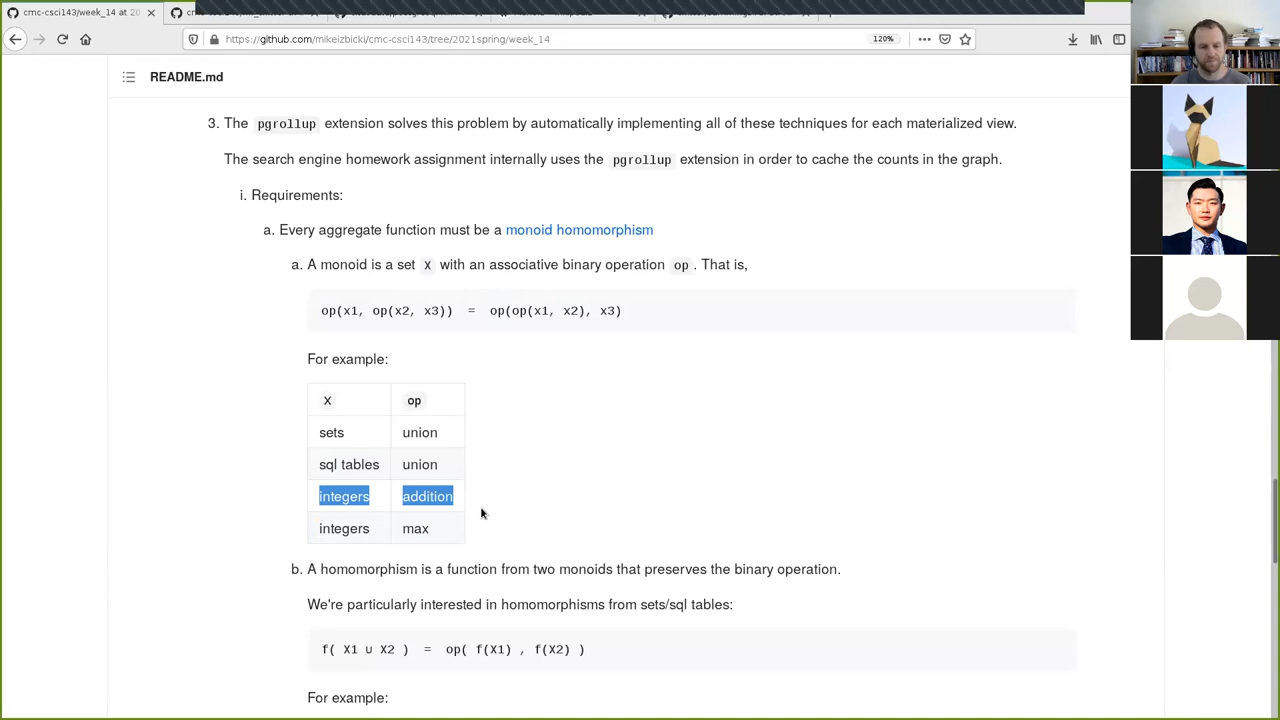 cmc-csci143/week_14 at 20
https://github.com/mikeizbicki/cmc-csci143/tree/2021spring/week_14
120%
README.md
3. The pgrollup extension solves this problem by automatically implementing all of these techniques for each materialized view.
The search engine homework assignment internally uses the pgrollup extension in order to cache the counts in the graph.
i. Requirements:
a. Every aggregate function must be a monoid homomorphism
a. A monoid is a set X with an associative binary operation op. That is,
op(x1, op(x2, x3)) = op(op(x1, x2), x3)
For example:
X op
sets union
sql tables union
integers addition
integers max
b. A homomorphism is a function from two monoids that preserves the binary operation.
We're particularly interested in homomorphisms from sets/sql tables:
f( X1 ∪ X2 ) = op( f(X1) , f(X2) )
For example: